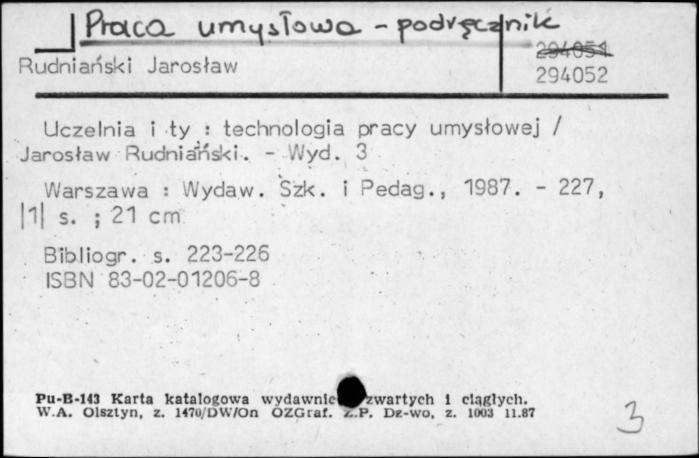 Praca umysłowa - podręcznik
294051
Rudniański Jarosław
294052
Uczelnia i ty : technologia pracy umysłowej /
Jarosław Rudniański. - Wyd. 3
Warszawa : Wydaw. Szk. i Pedag., 1987. - 227,
|1| s. ; 21 cm
Bibliogr. s. 223-226
ISBN 83-02-01206-8
Pu-B-143 Karta katalogowa wydawnic zwartych i ciągłych.
W.A. Olsztyn, z. 1470/DW/On OZGraf. Z.P. Dz-wo, z. 1003 11.87
3